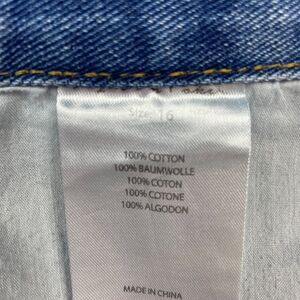 Size: 16
100% COTTON
100% BAUMWOLLE
100% COTON
100% COTONE
100% ALGODON
MADE IN CHINA